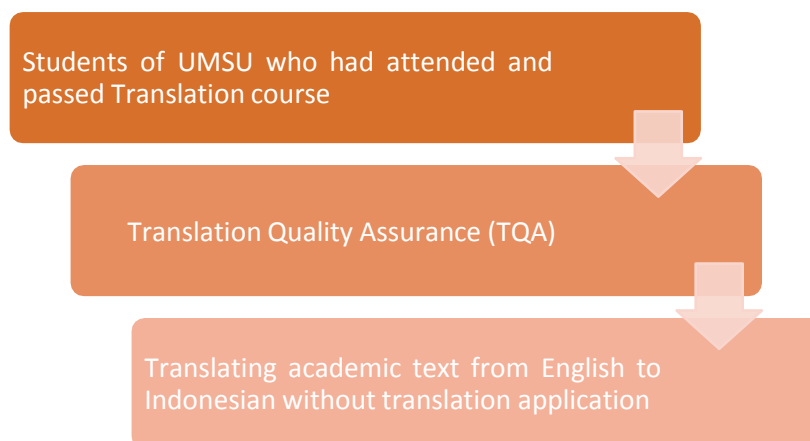 Students of UMSU who had attended and
passed Translation course
Translation Quality Assurance (TQA)
Translating academic text from English to
Indonesian without translation application